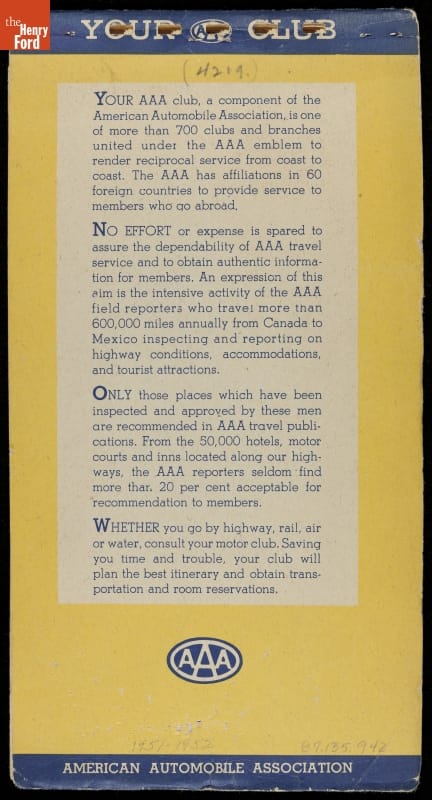 the
Henry
Ford
YOUR AAA CLUB
(4219.)
YOUR AAA club, a component of the
American Automobile Association, is one
of more than 700 clubs and branches
united under the AAA emblem to
render reciprocal service from coast to
coast. The AAA has affiliations in 60
foreign countries to provide service to
members who go abroad.
NO EFFORT or expense is spared to
assure the dependability of AAA travel
service and to obtain authentic informa-
tion for members. An expression of this
aim is the intensive activity of the AAA
field reporters who travel more than
600,000 miles annually from Canada to
Mexico inspecting and reporting on
highway conditions, accommodations,
and tourist attractions.
ONLY those places which have been
inspected and approved by these men
are recommended in AAA travel publi-
cations. From the 50,000 hotels, motor
courts and inns located along our high-
ways, the AAA reporters seldom find
more than 20 per cent acceptable for
recommendation to members.
WHETHER you go by highway, rail, air
or water, consult your motor club. Saving
you time and trouble, your club will
plan the best itinerary and obtain trans-
portation and room reservations.
AAA
1951-1952 87.135.942
AMERICAN AUTOMOBILE ASSOCIATION